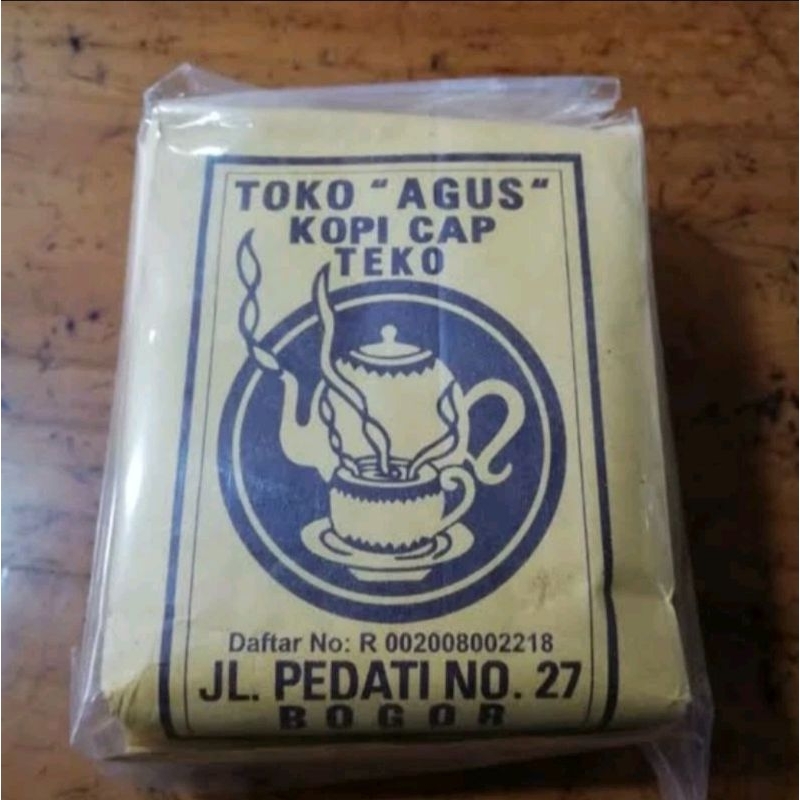 TOKO "AGUS"
KOPI CAP
TEKO
Daftar No: R 002008002218
JL. PEDATI NO. 27
BOGOR